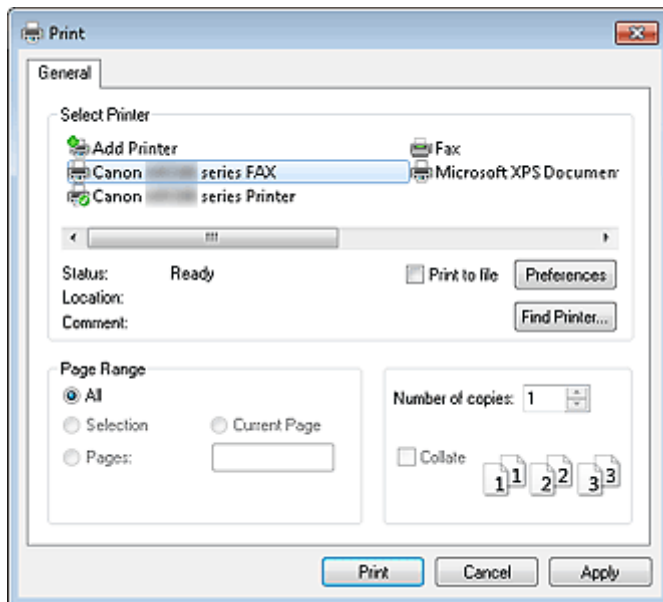 Print
General
Select Printer
Add Printer
Fax
Canon series FAX
Microsoft XPS Documen
Canon series Printer
Status: Ready
Print to file
Preferences
Location:
Comment:
Find Printer...
Page Range
All
Number of copies: 1
Selection
Current Page
Pages:
Collate
1 1 2 2 3 3
Print
Cancel
Apply